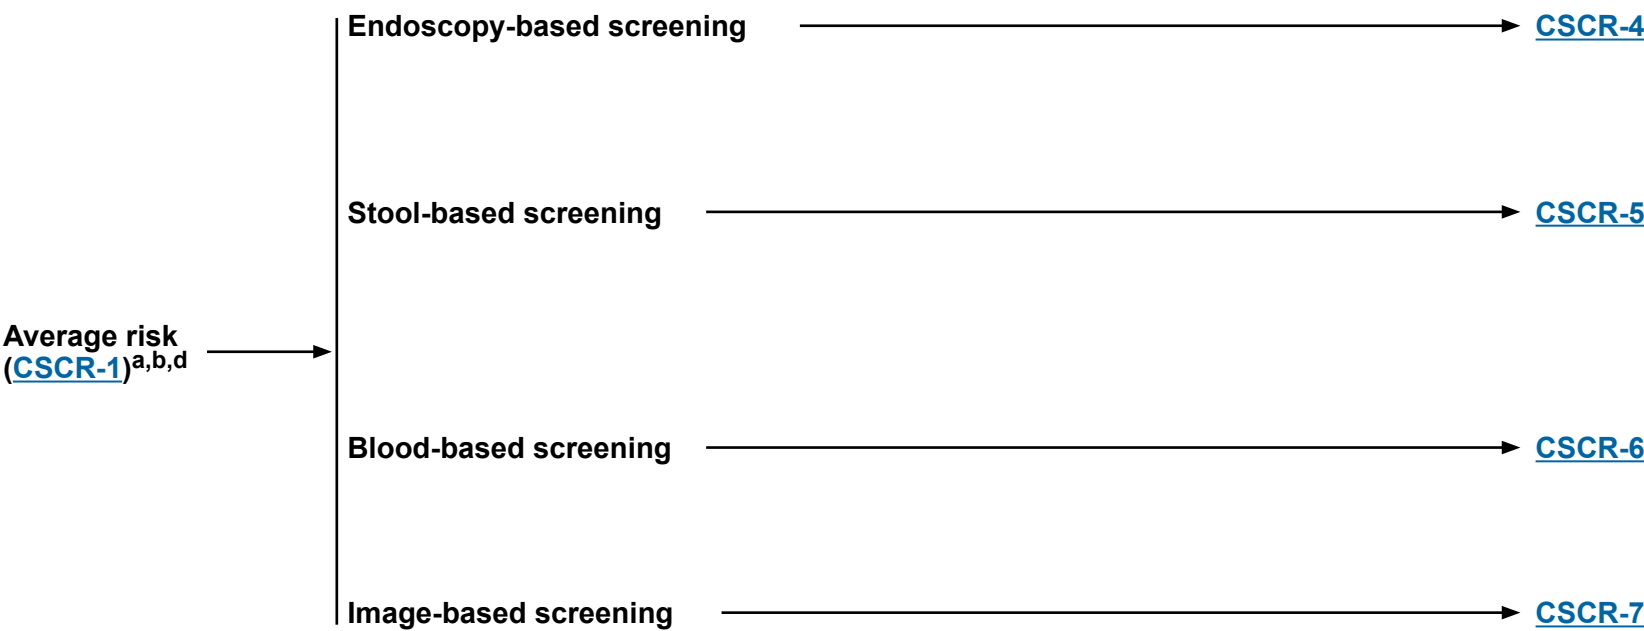 Endoscopy-based screening CSCR-4
Stool-based screening CSCR-5
Average risk
(CSCR-1)a,b,d
Blood-based screening CSCR-6
Image-based screening CSCR-7